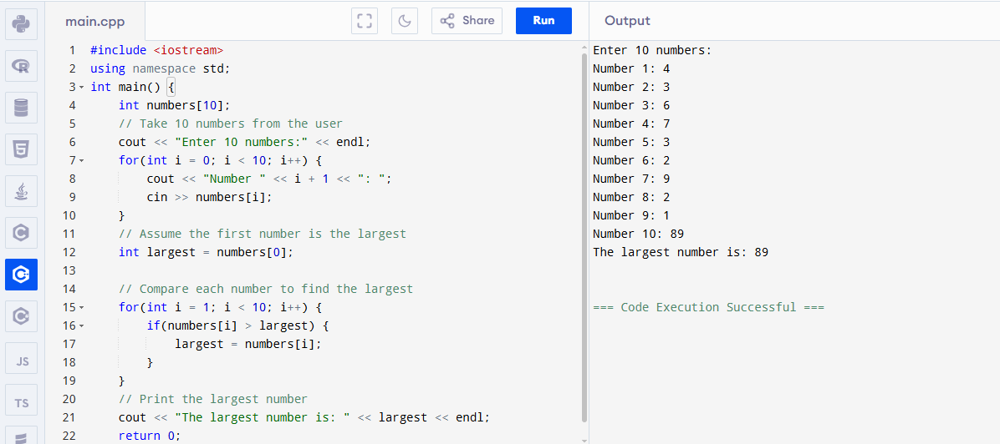 main.cpp
Share
Run
Output
1 #include <iostream>
2 using namespace std;
3 int main() {
4     int numbers[10];
5     // Take 10 numbers from the user
6     cout << "Enter 10 numbers:" << endl;
7     for(int i = 0; i < 10; i++) {
8         cout << "Number " << i + 1 << ": ";
9         cin >> numbers[i];
10     }
11     // Assume the first number is the largest
12     int largest = numbers[0];
13
14     // Compare each number to find the largest
15     for(int i = 1; i < 10; i++) {
16         if(numbers[i] > largest) {
17             largest = numbers[i];
18         }
19     }
20     // Print the largest number
21     cout << "The largest number is: " << largest << endl;
22     return 0;
Enter 10 numbers:
Number 1: 4
Number 2: 3
Number 3: 6
Number 4: 7
Number 5: 3
Number 6: 2
Number 7: 9
Number 8: 2
Number 9: 1
Number 10: 89
The largest number is: 89
=== Code Execution Successful ===
R
5
C
C
C
JS
TS